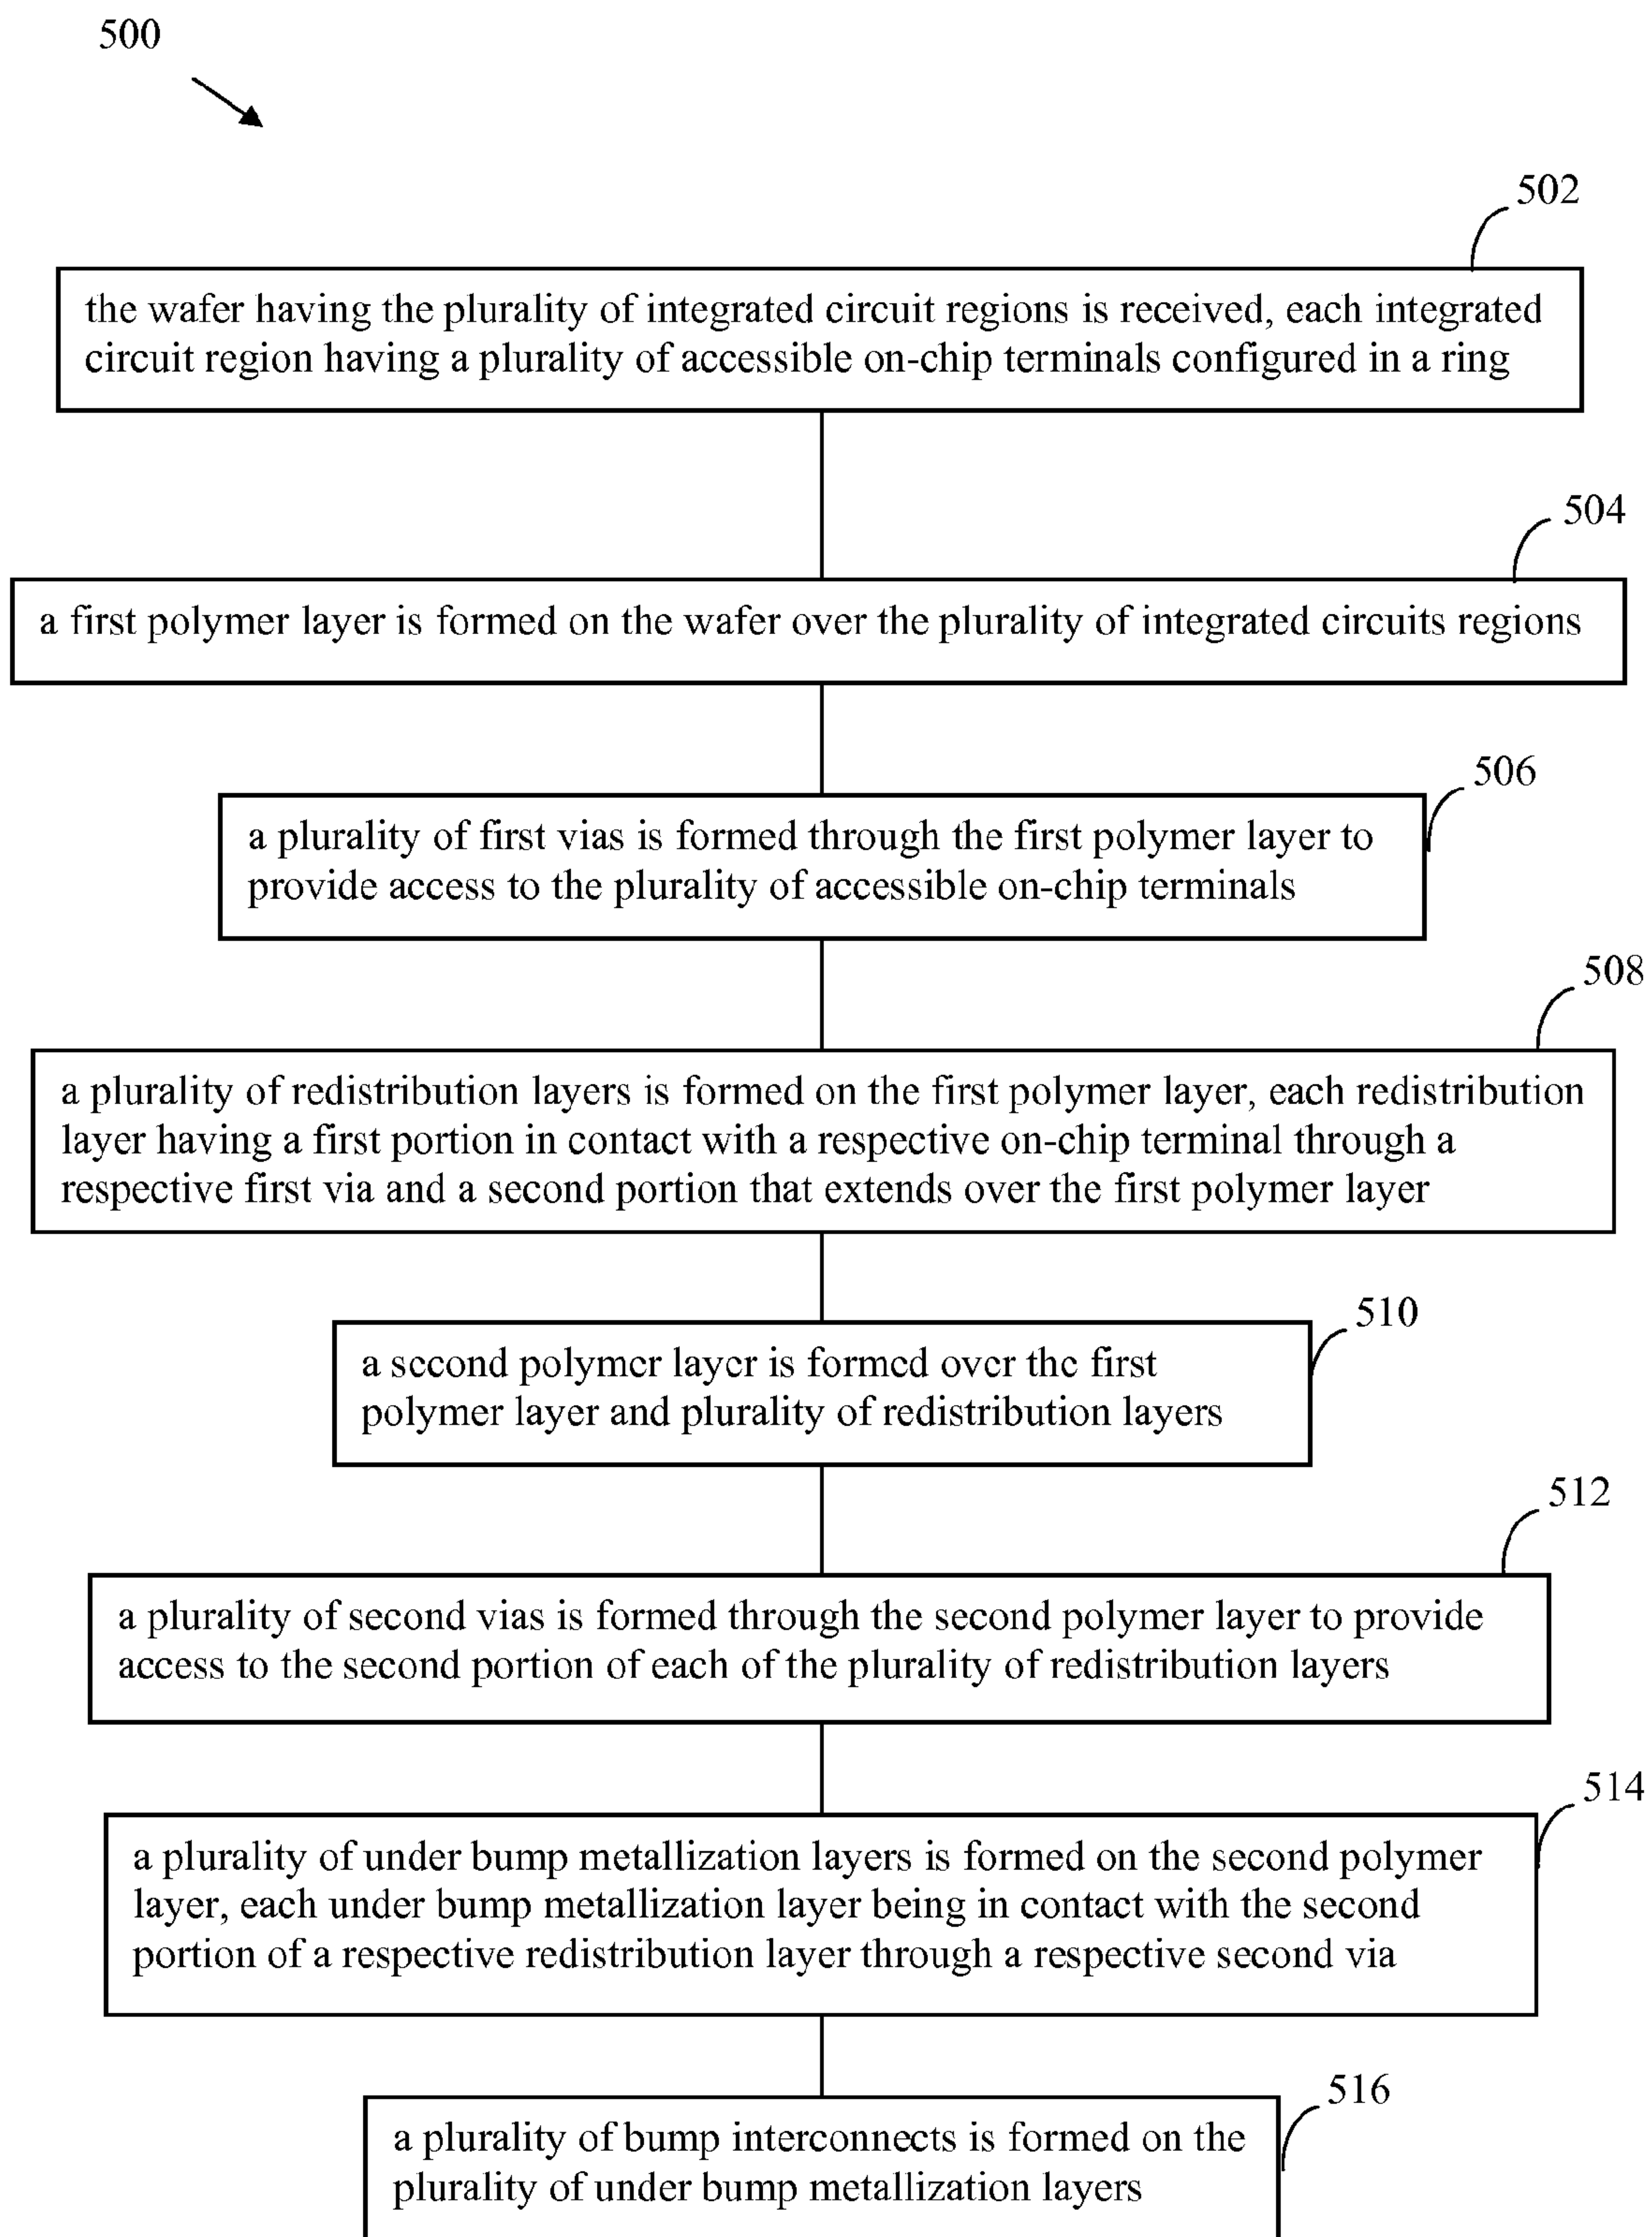 500
502
the wafer having the plurality of integrated circuit regions is received, each integrated
circuit region having a plurality of accessible on-chip terminals configured in a ring
504
a first polymer layer is formed on the wafer over the plurality of integrated circuits regions
506
a plurality of first vias is formed through the first polymer layer to
provide access to the plurality of accessible on-chip terminals
508
a plurality of redistribution layers is formed on the first polymer layer, each redistribution
layer having a first portion in contact with a respective on-chip terminal through a
respective first via and a second portion that extends over the first polymer layer
510
a second polymer layer is formed over the first
polymer layer and plurality of redistribution layers
512
a plurality of second vias is formed through the second polymer layer to provide
access to the second portion of each of the plurality of redistribution layers
514
a plurality of under bump metallization layers is formed on the second polymer
layer, each under bump metallization layer being in contact with the second
portion of a respective redistribution layer through a respective second via
516
a plurality of bump interconnects is formed on the
plurality of under bump metallization layers